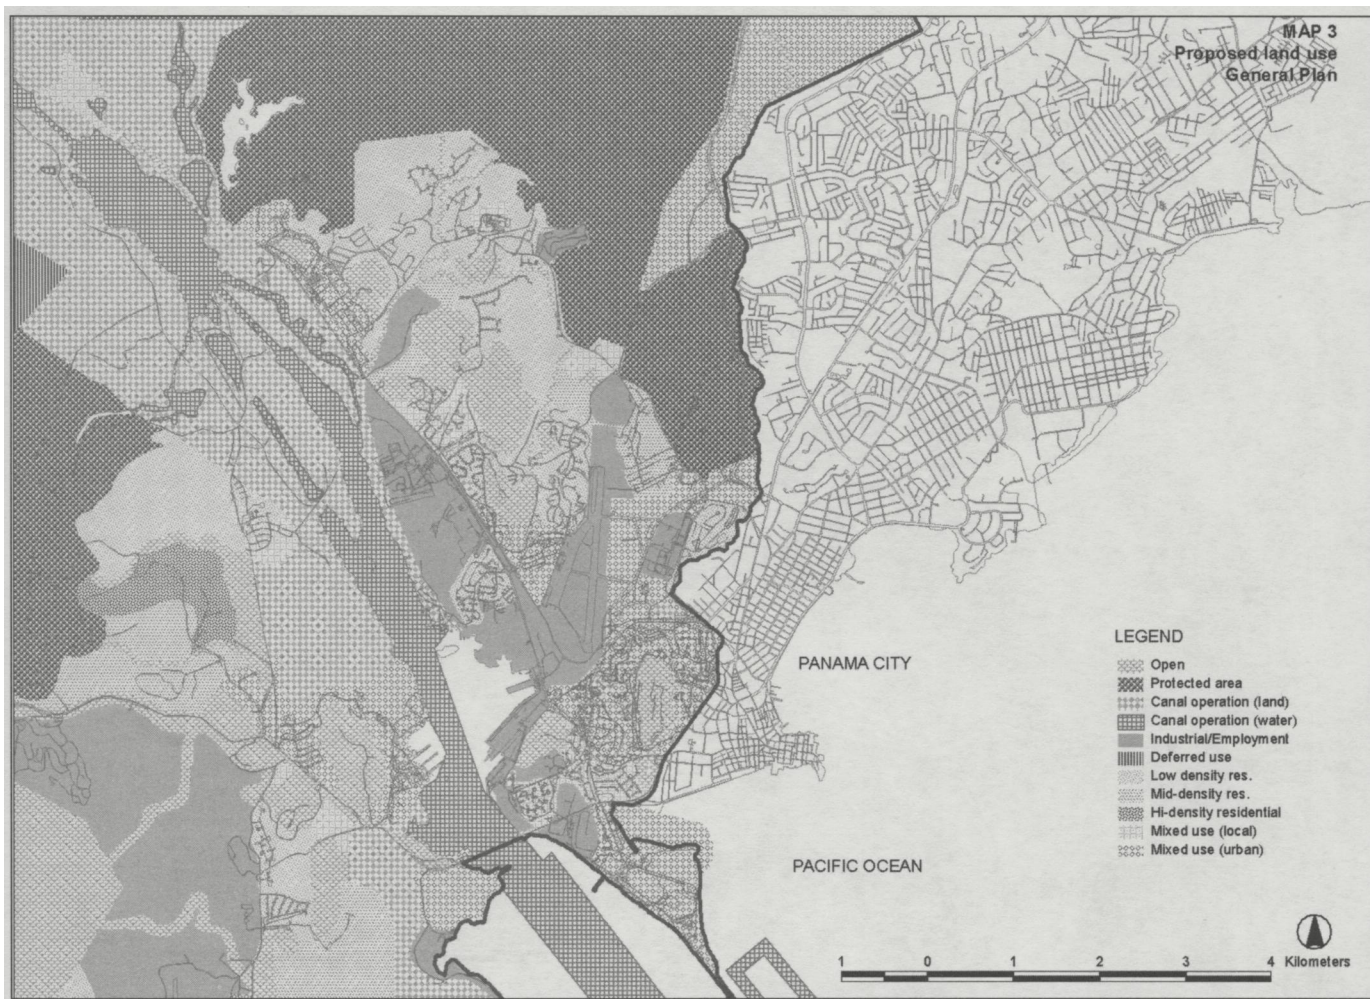 MAP 3
Proposed land use
General Plan
PANAMA CITY
PACIFIC OCEAN
LEGEND
Open
Protected area
Canal operation (land)
Canal operation (water)
Industrial/Employment
Deferred use
Low density res.
Mid-density res.
Hi-density residential
Mixed use (local)
Mixed use (urban)
1 0 1 2 3 4 Kilometers